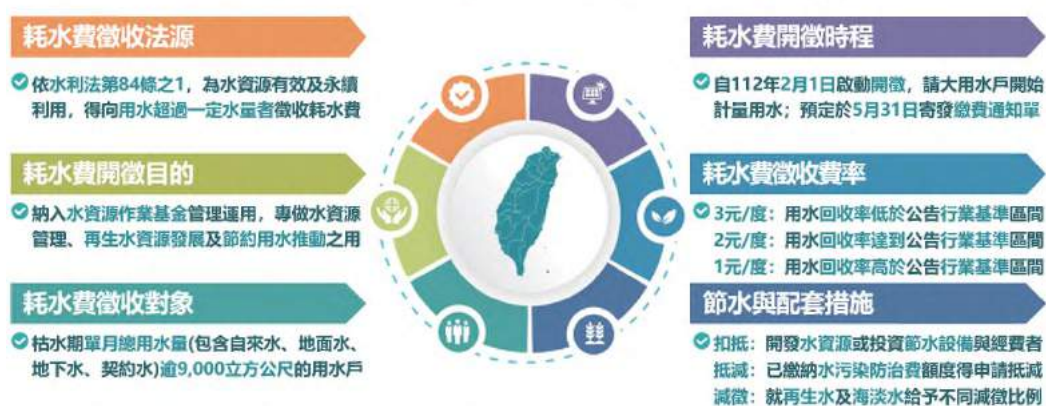 耗水費徵收法源
依水利法第84條之1，為水資源有效及永續
利用，得向用水超過一定水量者徵收耗水費
耗水費開徵目的
納入水資源作業基金管理運用，專做水資源
管理、再生水資源發展及節約用水推動之用
耗水費徵收對象
枯水期單月總用水量(包含自來水、地面水、
地下水、契約水)逾9,000立方公尺的用水戶
耗水費開徵時程
自112年2月1日啟動開徵，請大用水戶開始
計量用水；預定於5月31日寄發繳費通知單
耗水費徵收費率
3元/度：用水回收率低於公告行業基準區間
2元/度：用水回收率達到公告行業基準區間
1元/度：用水回收率高於公告行業基準區間
節水與配套措施
扣抵：開發水資源或投資節水設備與經費者
抵減：已繳納水污染防治費額度得申請抵減
減徵：就再生水及海淡水給予不同減徵比例